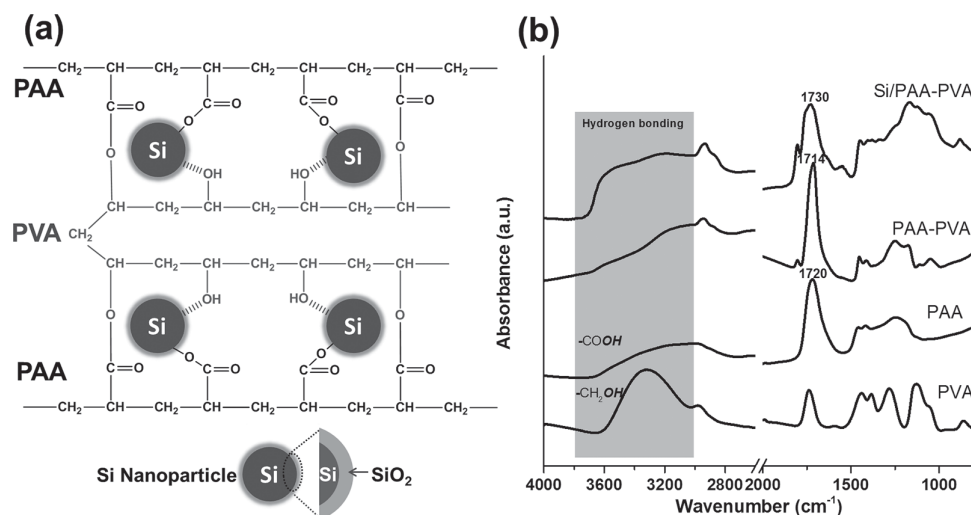 (a)
— CH₂ — CH — CH₂ — CH — CH₂ — CH — CH₂ — CH — CH₂ —
PAA
C=O C=O C=O C=O
O O O O
Si Si
OH HO
CH CH₂ CH CH₂ CH CH₂ CH
PVA CH₂
CH CH₂ CH CH₂ CH CH₂ CH
OH HO
O Si Si O
O O
PAA
C=O C=O C=O C=O
— CH₂ — CH — CH₂ — CH — CH₂ — CH — CH₂ — CH — CH₂ —
Si Nanoparticle Si Si SiO₂
(b)
Absorbance (a.u.)
Hydrogen bonding
1730
Si/PAA-PVA
1714
PAA-PVA
1720
PAA
-COOH
-CH₂OH
PVA
4000 3600 3200 2800 2000 1500 1000
Wavenumber (cm⁻¹)